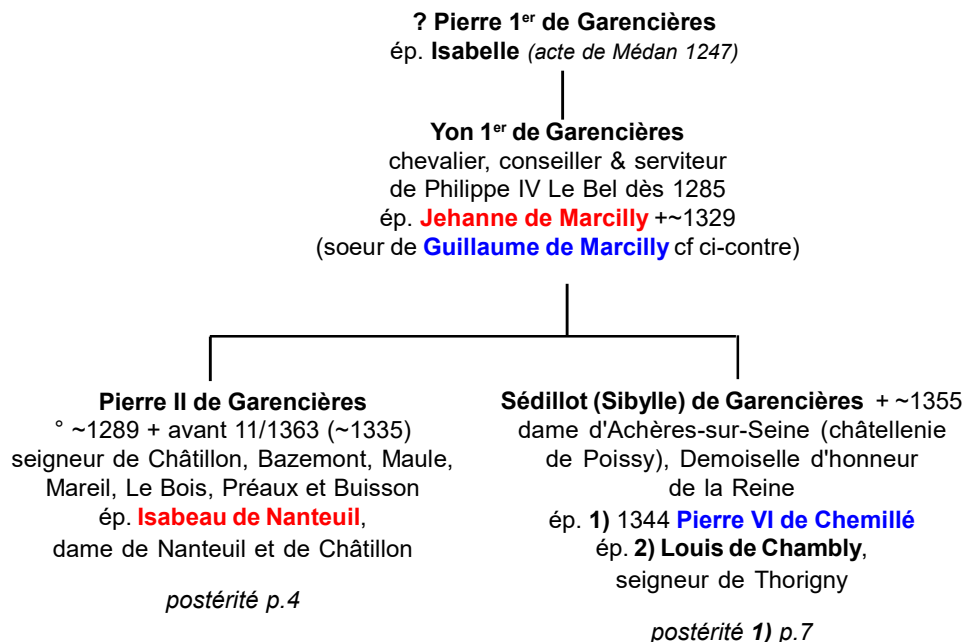 ? Pierre 1er de Garencières
ép. Isabelle (acte de Médan 1247)
Yon 1er de Garencières
chevalier, conseiller & serviteur
de Philippe IV Le Bel dès 1285
ép. Jehanne de Marcilly +~1329
(soeur de Guillaume de Marcilly cf ci-contre)
Pierre II de Garencières
° ~1289 + avant 11/1363 (~1335)
seigneur de Châtillon, Bazemont, Maule,
Mareil, Le Bois, Préaux et Buisson
ép. Isabeau de Nanteuil,
dame de Nanteuil et de Châtillon
postérité p.4
Sédillot (Sibylle) de Garencières + ~1355
dame d'Achères-sur-Seine (châtellenie
de Poissy), Demoiselle d'honneur
de la Reine
ép. 1) 1344 Pierre VI de Chemillé
ép. 2) Louis de Chambly,
seigneur de Thorigny
postérité 1) p.7